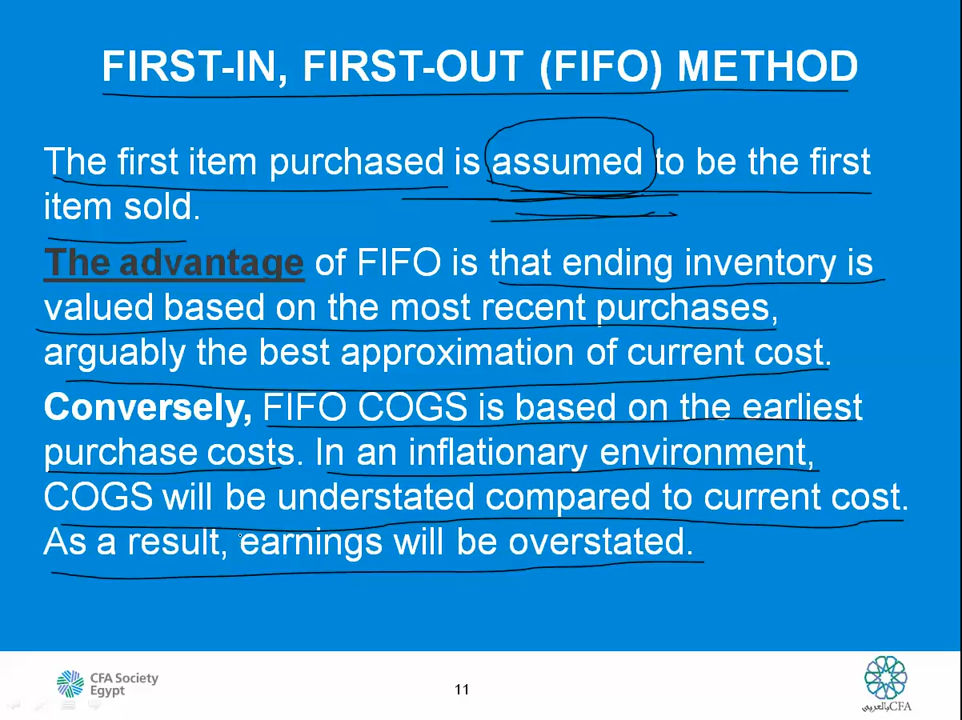 FIRST-IN, FIRST-OUT (FIFO) METHOD
The first item purchased is assumed to be the first
item sold.
The advantage of FIFO is that ending inventory is
valued based on the most recent purchases,
arguably the best approximation of current cost.
Conversely, FIFO COGS is based on the earliest
purchase costs. In an inflationary environment,
COGS will be understated compared to current cost.
As a result, earnings will be overstated.
CFA Society
Egypt
11
CFAبالعربي